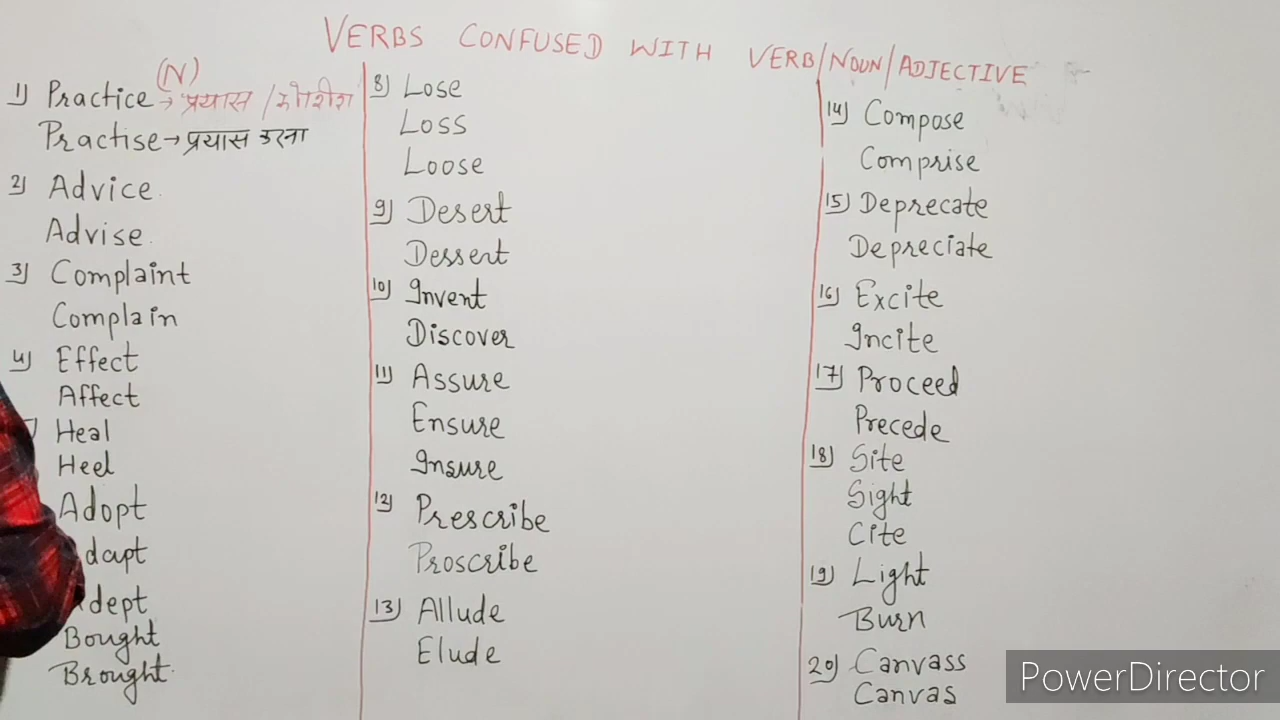 VERBS CONFUSED WITH VERB/NOUN/ADJECTIVE
(N)
1) Practice → प्रयास / कोशीश
Practise → प्रयास करना
2) Advice
Advise
3) Complaint
Complain
4) Effect
Affect
Heal
Heel
Adopt
dapt
dept
Bought
Brought
8) Lose
Loss
Loose
9) Desert
Dessert
10) Invent
Discover
11) Assure
Ensure
Insure
12) Prescribe
Proscribe
13) Allude
Elude
14) Compose
Comprise
15) Deprecate
Depreciate
16) Excite
Incite
17) Proceed
Precede
18) Site
Sight
Cite
19) Light
Burn
20) Canvass
Canvas
PowerDirector